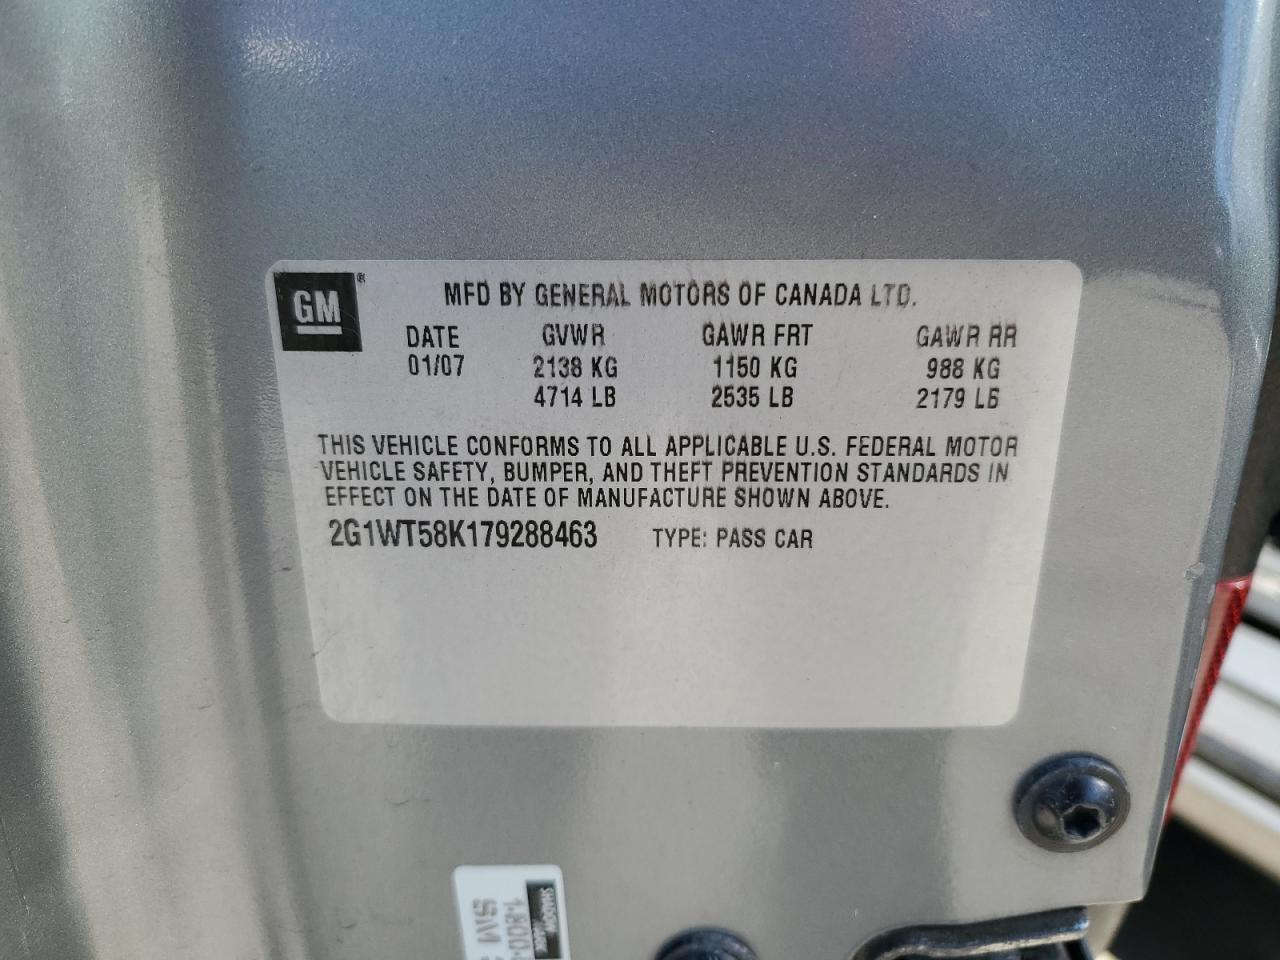 GM®
MFD BY GENERAL MOTORS OF CANADA LTD.
DATE GVWR GAWR FRT GAWR RR
01/07 2138 KG 1150 KG 988 KG
4714 LB 2535 LB 2179 LB
THIS VEHICLE CONFORMS TO ALL APPLICABLE U.S. FEDERAL MOTOR
VEHICLE SAFETY, BUMPER, AND THEFT PREVENTION STANDARDS IN
EFFECT ON THE DATE OF MANUFACTURE SHOWN ABOVE.
2G1WT58K179288463 TYPE: PASS CAR